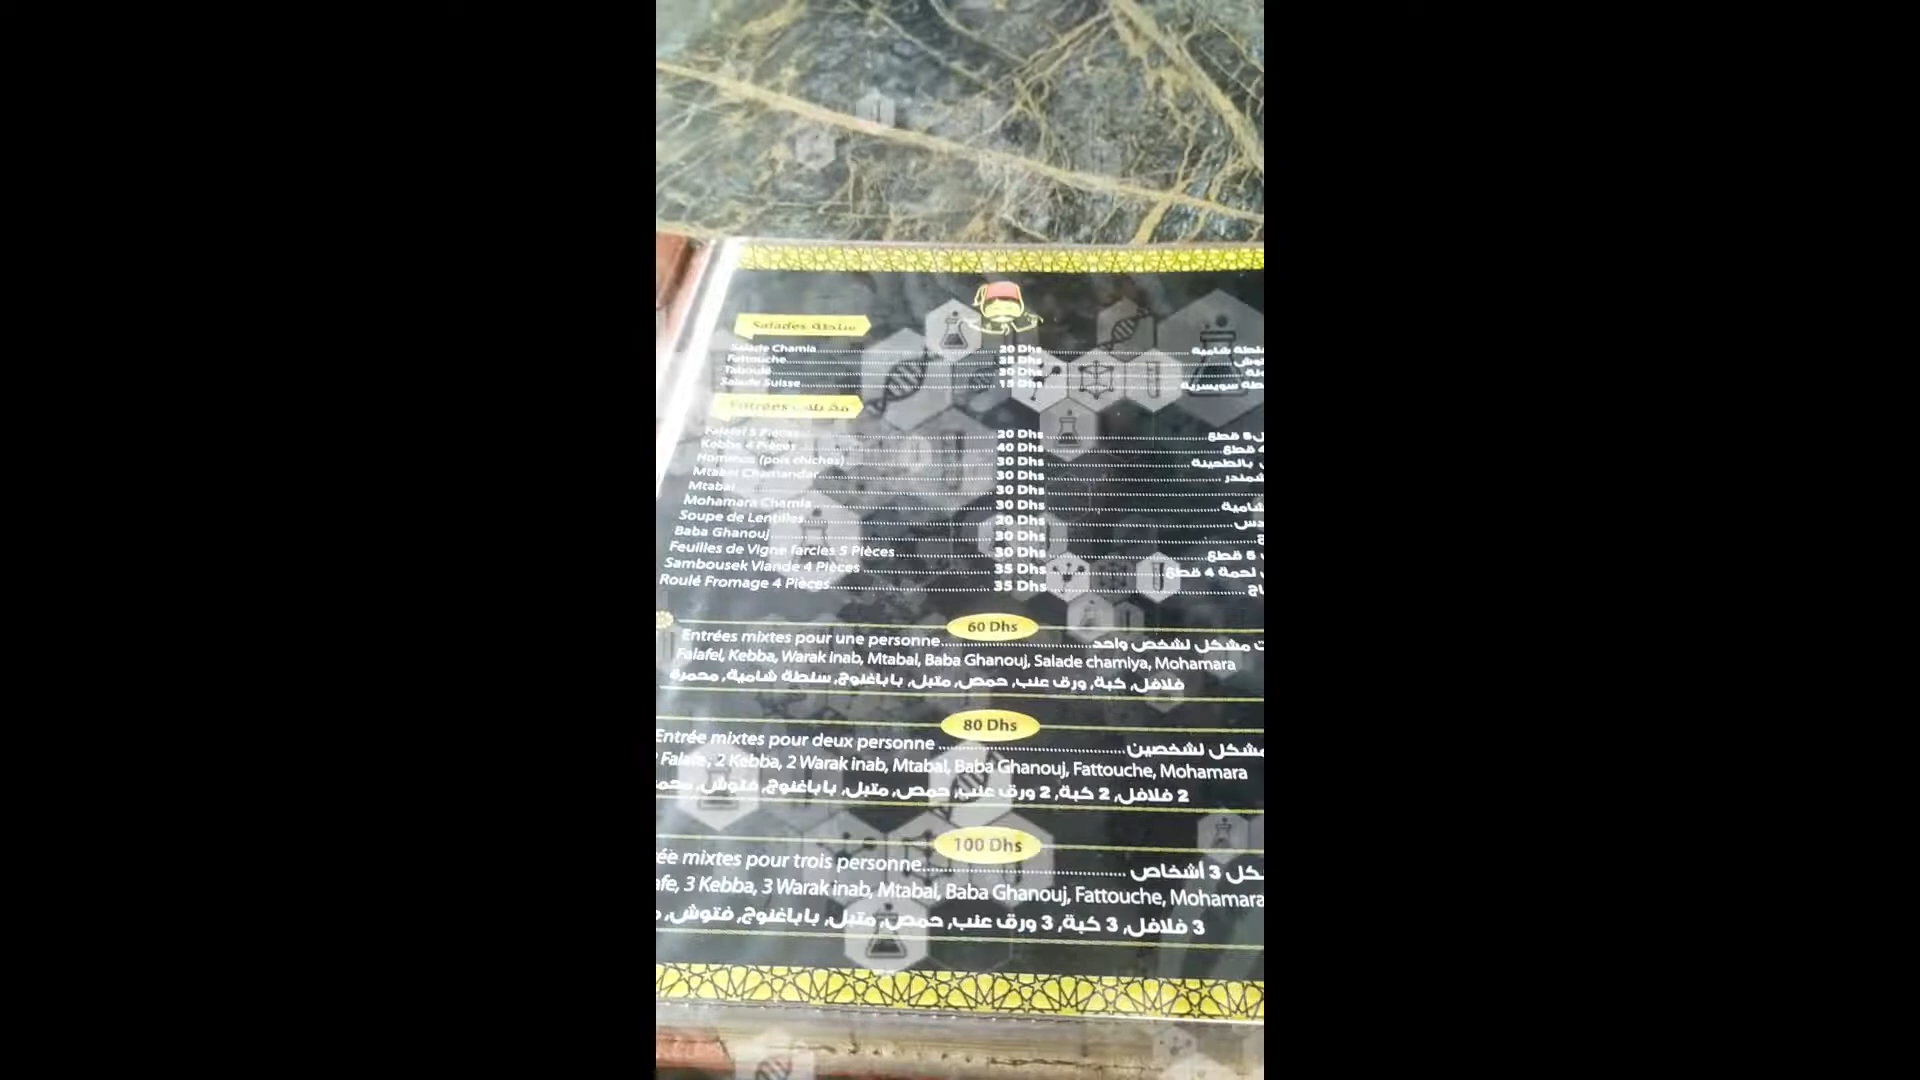 Salades سلطة
Salade Chamia 20 Dhs سلطة شامية
Fattouche Dhs
Taboulé Dhs
Salade Suisse 15 Dhs سويسرية
Entrées مقبلات
Falafel 5 Pièces 20 Dhs 5 قطع
Kebbe 4 Pièces 40 Dhs 4 قطع
Hommos (pois chiches) 30 Dhs بالطحينة
Mtabal Chamandar 30 Dhs
Mtabal 30 Dhs
Mohamara Chamia 30 Dhs
Soupe de Lentilles 20 Dhs
Baba Ghanouj 30 Dhs
Feuilles de Vigne farcies 5 Pièces 30 Dhs 5 قطع
Sambousek Viande 4 Pièces 35 Dhs لحمة 4 قطع
Roulé Fromage 4 Pièces 35 Dhs
60 Dhs
Entrées mixtes pour une personne مشكل لشخص واحد
Falafel, Kebba, Warak inab, Mtabal, Baba Ghanouj, Salade chamiya, Mohamara
فلافل, كبة, ورق عنب, حمص, متبل, باباغنوج, سلطة شامية, محمرة
80 Dhs
Entrée mixtes pour deux personne مشكل لشخصين
2 Kebba, 2 Warak inab, Mtabal, Baba Ghanouj, Fattouche, Mohamara
2 فلافل, 2 كبة, 2 ورق عنب, حمص, متبل, باباغنوج, فتوش,
100 Dhs
mixtes pour trois personne 3 أشخاص
3 Kebba, 3 Warak inab, Mtabal, Baba Ghanouj, Fattouche, Mohamara
3 فلافل, 3 كبة, 3 ورق عنب, حمص, متبل, باباغنوج, فتوش,